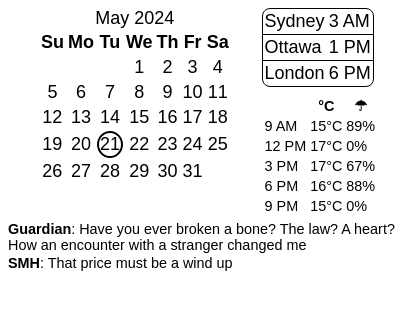 May 2024
Su Mo Tu We Th Fr Sa
1 2 3 4
5 6 7 8 9 10 11
12 13 14 15 16 17 18
19 20 21 22 23 24 25
26 27 28 29 30 31
Sydney 3 AM
Ottawa 1 PM
London 6 PM
°C ☂
9 AM 15°C 89%
12 PM 17°C 0%
3 PM 17°C 67%
6 PM 16°C 88%
9 PM 15°C 0%
Guardian: Have you ever broken a bone? The law? A heart?
How an encounter with a stranger changed me
SMH: That price must be a wind up